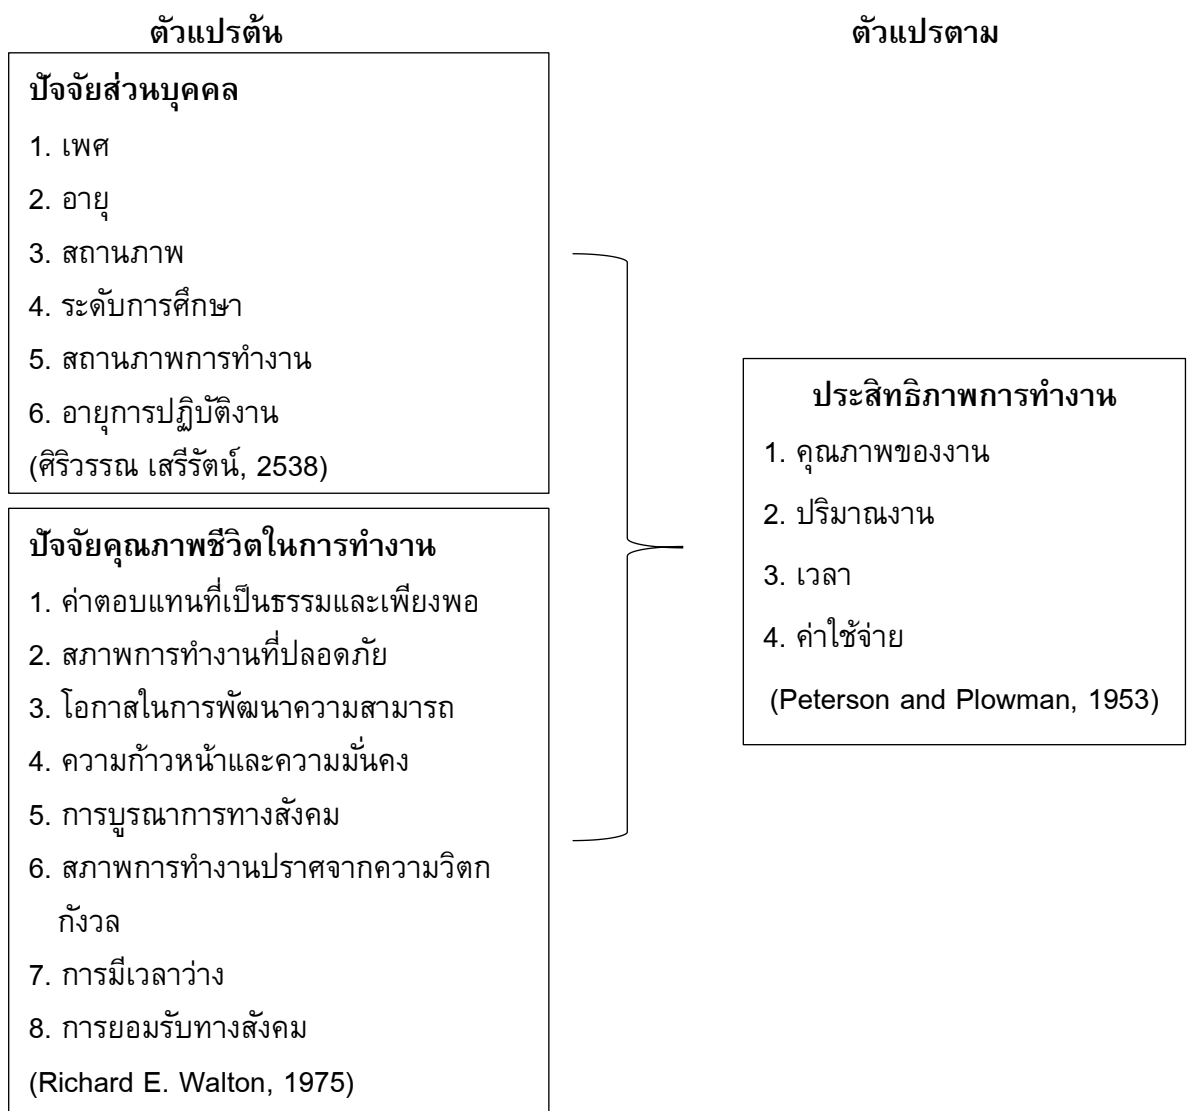 ตัวแปรต้น
ปัจจัยส่วนบุคคล
1. เพศ
2. อายุ
3. สถานภาพ
4. ระดับการศึกษา
5. สถานภาพการทำงาน
6. อายุการปฏิบัติงาน
(ศิริวรรณ เสรีรัตน์, 2538)
ปัจจัยคุณภาพชีวิตในการทำงาน
1. ค่าตอบแทนที่เป็นธรรมและเพียงพอ
2. สภาพการทำงานที่ปลอดภัย
3. โอกาสในการพัฒนาความสามารถ
4. ความก้าวหน้าและความมั่นคง
5. การบูรณาการทางสังคม
6. สภาพการทำงานปราศจากความวิตก
กังวล
7. การมีเวลาว่าง
8. การยอมรับทางสังคม
(Richard E. Walton, 1975)
ตัวแปรตาม
ประสิทธิภาพการทำงาน
1. คุณภาพของงาน
2. ปริมาณงาน
3. เวลา
4. ค่าใช้จ่าย
(Peterson and Plowman, 1953)